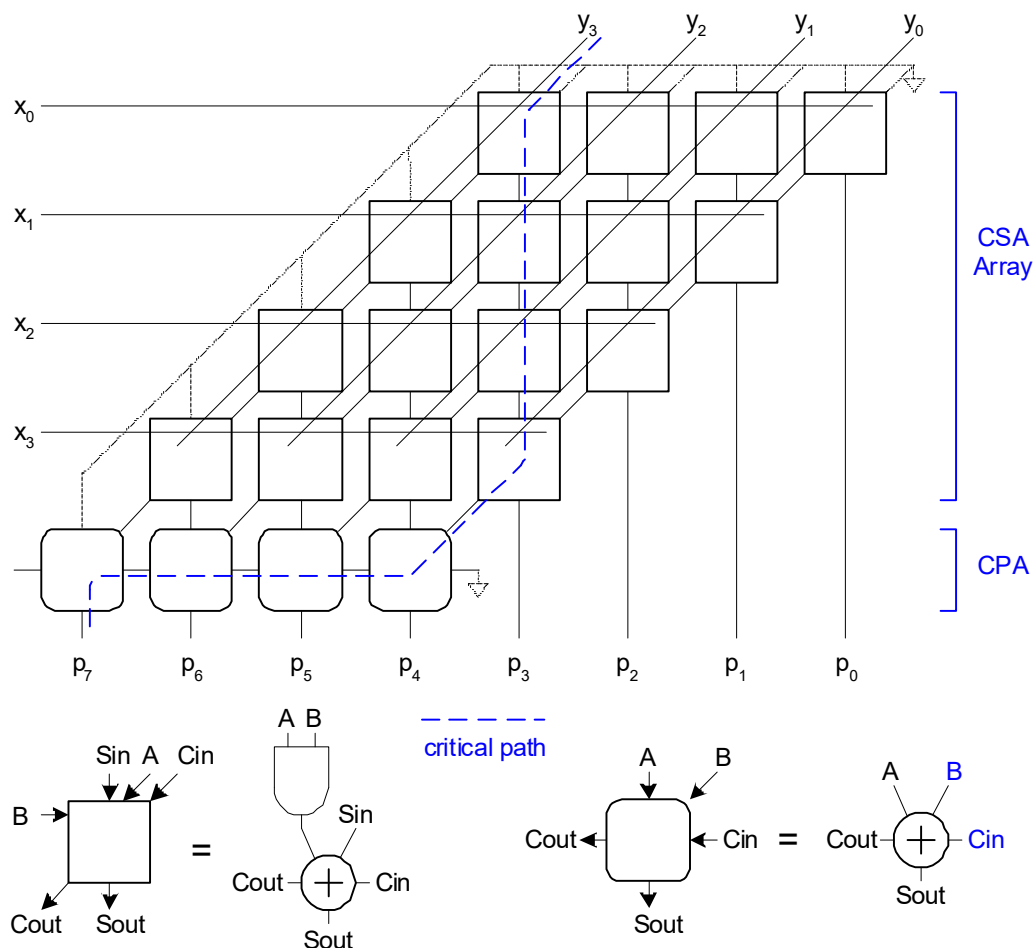 y₃ y₂ y₁ y₀
x₀
x₁
CSA
Array
x₂
x₃
CPA
p₇ p₆ p₅ p₄ p₃ p₂ p₁ p₀
A B
critical path
Sin A Cin
B
=
Sin
Cout + Cin
Cout Sout
Sout
A B
Cout Cin
=
Sout
A B
Cout + Cin
Sout